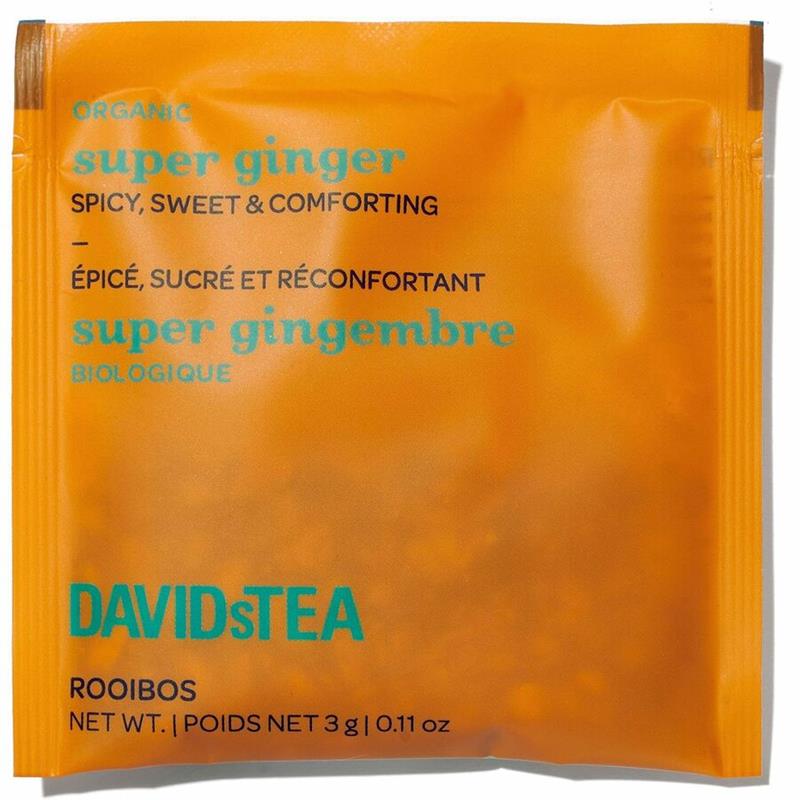 ORGANIC
super ginger
SPICY, SWEET & COMFORTING
–
ÉPICÉ, SUCRÉ ET RÉCONFORTANT
super gingembre
BIOLOGIQUE
DAVIDsTEA
ROOIBOS
NET WT. | POIDS NET 3 g | 0.11 oz